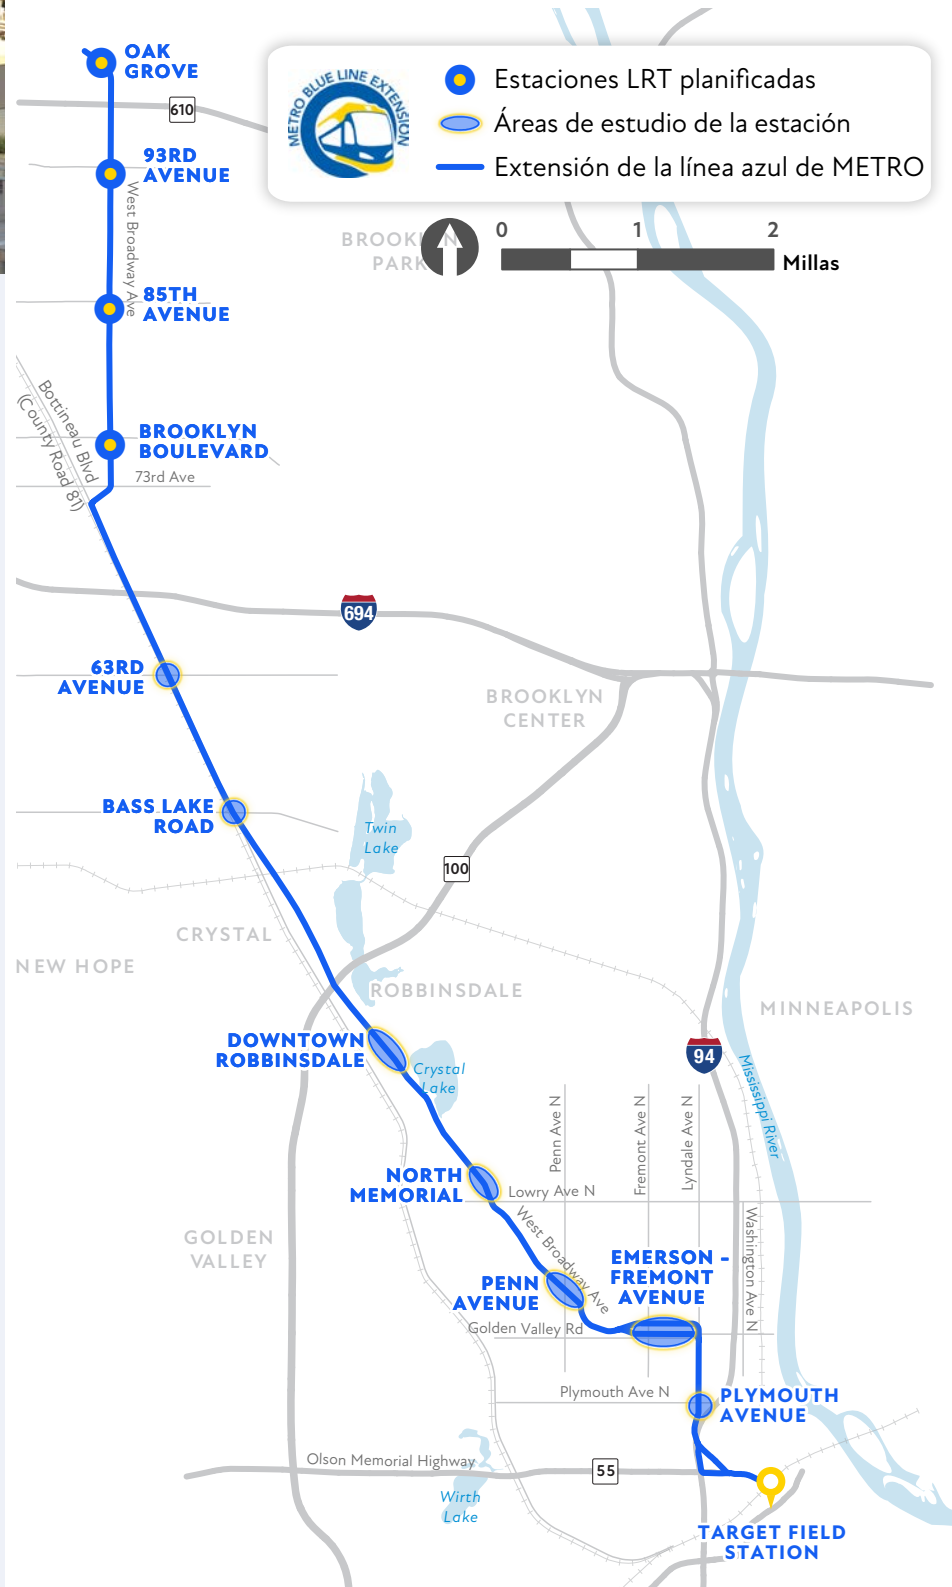 OAK
GROVE
METRO BLUE LINE EXTENSION
Estaciones LRT planificadas
Áreas de estudio de la estación
Extensión de la línea azul de METRO
610
93RD
AVENUE
West Broadway Ave
0 1 2
Millas
BROOKLYN
PARK
85TH
AVENUE
Bottineau Blvd
(County Road 81)
BROOKLYN
BOULEVARD
73rd Ave
694
63RD
AVENUE
BROOKLYN
CENTER
BASS LAKE
ROAD
Twin
Lake
100
CRYSTAL
NEW HOPE
ROBBINSDALE
MINNEAPOLIS
DOWNTOWN
ROBBINSDALE
94
Crystal
Lake
Mississippi River
Penn Ave N
Fremont Ave N
Lyndale Ave N
NORTH
MEMORIAL
Lowry Ave N
West Broadway Ave
Washington Ave N
GOLDEN
VALLEY
EMERSON -
FREMONT
AVENUE
PENN
AVENUE
Golden Valley Rd
Plymouth Ave N
PLYMOUTH
AVENUE
Olson Memorial Highway
55
Wirth
Lake
TARGET FIELD
STATION